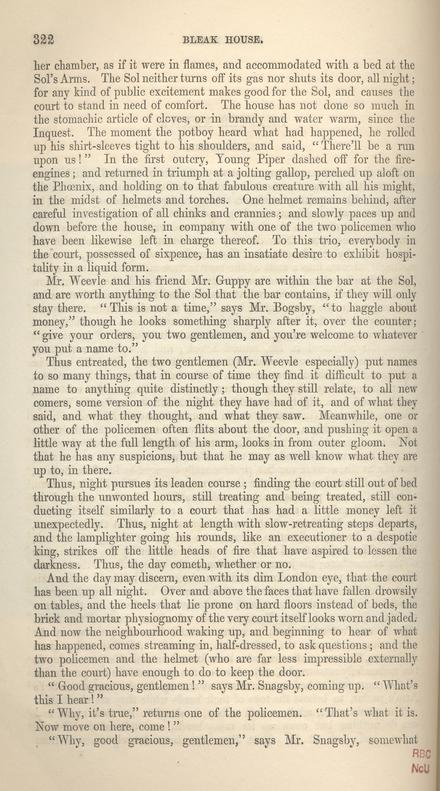 322 BLEAK HOUSE.
her chamber, as if it were in flames, and accommodated with a bed at the
Sol's Arms. The Sol neither turns off its gas nor shuts its door, all night;
for any kind of public excitement makes good for the Sol, and causes the
court to stand in need of comfort. The house has not done so much in
the stomachic article of cloves, or in brandy and water warm, since the
Inquest. The moment the potboy heard what had happened, he rolled
up his shirt-sleeves tight to his shoulders, and said, "There'll be a run
upon us!" In the first outcry, Young Piper dashed off for the fire-
engines; and returned in triumph at a jolting gallop, perched up aloft on
the Phœnix, and holding on to that fabulous creature with all his might,
in the midst of helmets and torches. One helmet remains behind, after
careful investigation of all chinks and crannies; and slowly paces up and
down before the house, in company with one of the two policemen who
have been likewise left in charge thereof. To this trio, everybody in
the court, possessed of sixpence, has an insatiate desire to exhibit hospi-
tality in a liquid form.
Mr. Weevle and his friend Mr. Guppy are within the bar at the Sol,
and are worth anything to the Sol that the bar contains, if they will only
stay there. "This is not a time," says Mr. Bogsby, "to haggle about
money," though he looks something sharply after it, over the counter;
"give your orders, you two gentlemen, and you're welcome to whatever
you put a name to."
Thus entreated, the two gentlemen (Mr. Weevle especially) put names
to so many things, that in course of time they find it difficult to put a
name to anything quite distinctly; though they still relate, to all new
comers, some version of the night they have had of it, and of what they
said, and what they thought, and what they saw. Meanwhile, one or
other of the policemen often flits about the door, and pushing it open a
little way at the full length of his arm, looks in from outer gloom. Not
that he has any suspicions, but that he may as well know what they are
up to, in there.
Thus, night pursues its leaden course; finding the court still out of bed
through the unwonted hours, still treating and being treated, still con-
ducting itself similarly to a court that has had a little money left it
unexpectedly. Thus, night at length with slow-retreating steps departs,
and the lamplighter going his rounds, like an executioner to a despotic
king, strikes off the little heads of fire that have aspired to lessen the
darkness. Thus, the day cometh, whether or no.
And the day may discern, even with its dim London eye, that the court
has been up all night. Over and above the faces that have fallen drowsily
on tables, and the heels that lie prone on hard floors instead of beds, the
brick and mortar physiognomy of the very court itself looks worn and jaded.
And now the neighbourhood waking up, and beginning to hear of what
has happened, comes streaming in, half-dressed, to ask questions; and the
two policemen and the helmet (who are far less impressible externally
than the court) have enough to do to keep the door.
"Good gracious, gentlemen!" says Mr. Snagsby, coming up. "What's
this I hear!"
"Why, it's true," returns one of the policemen. "That's what it is.
Now move on here, come!"
"Why, good gracious, gentlemen," says Mr. Snagsby, somewhat
RBC
NcU